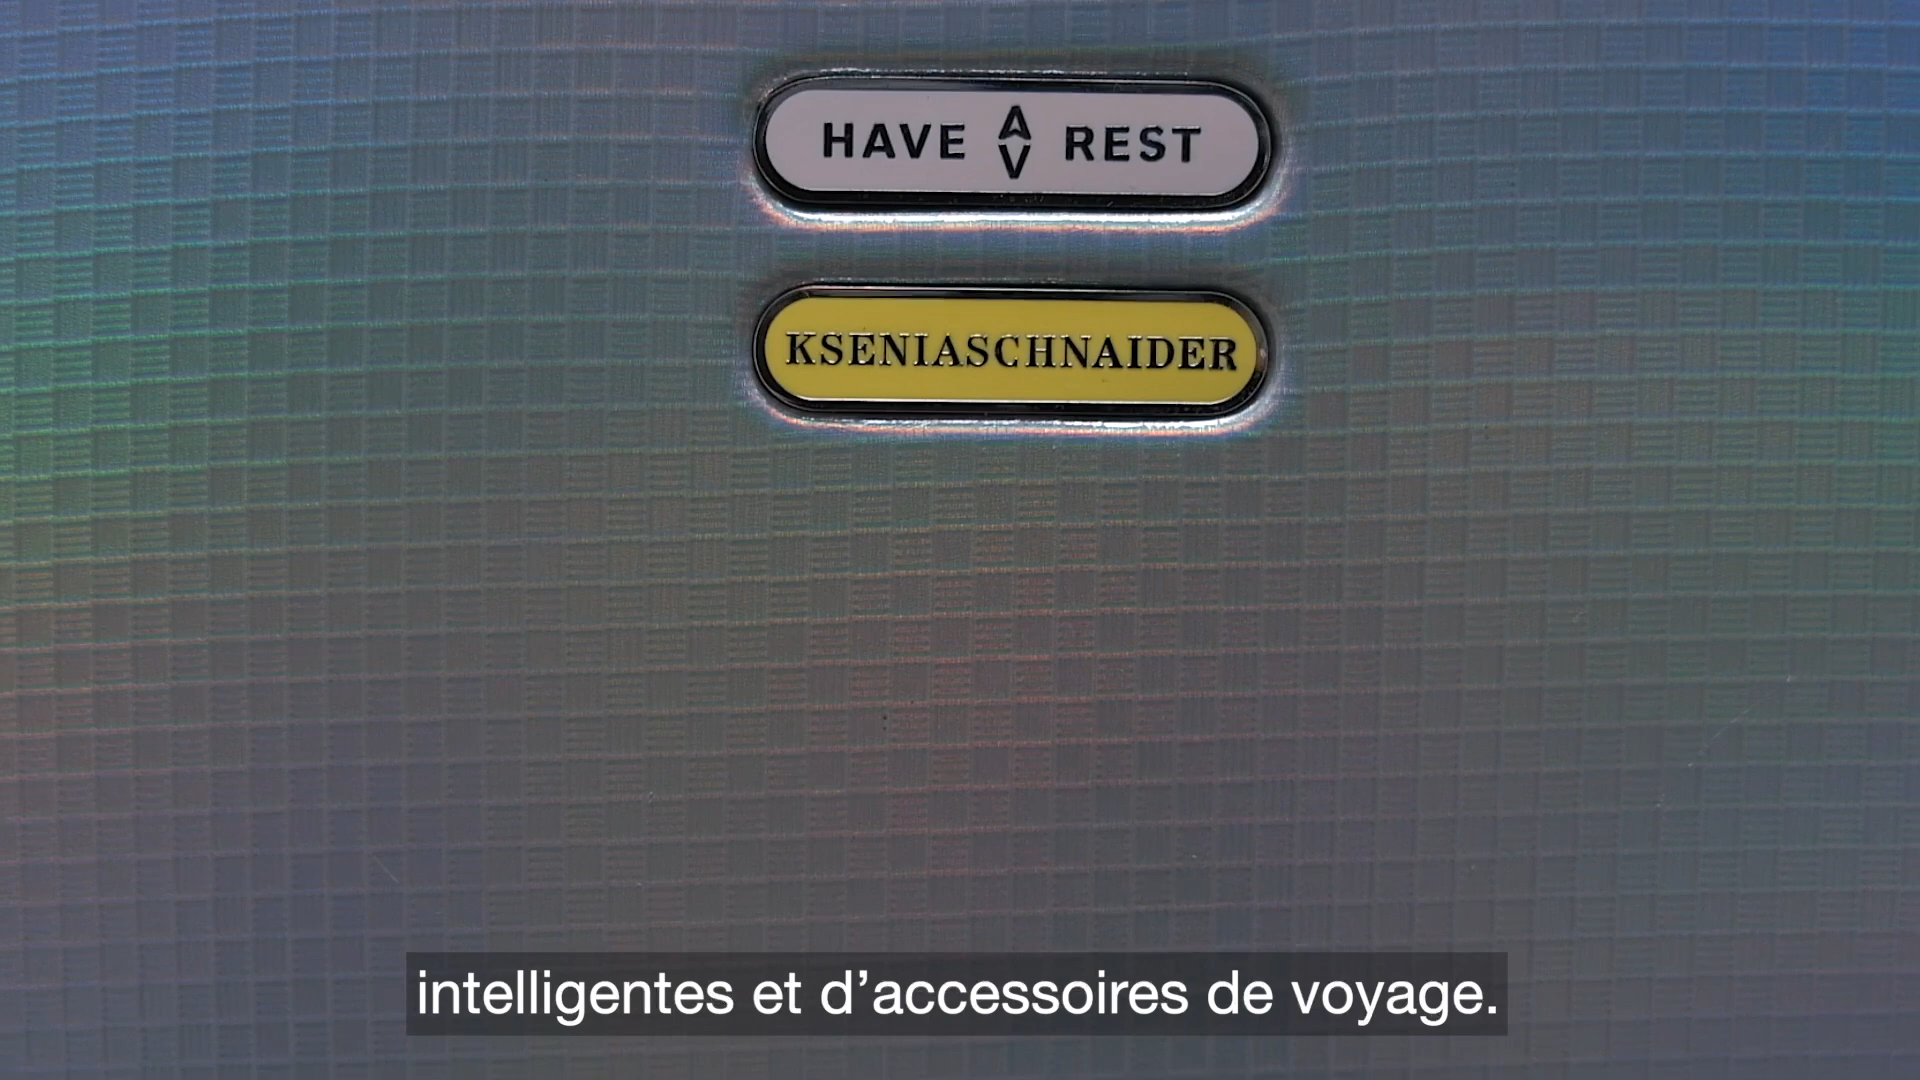 HAVE A REST
KSENIASCHNAIDER
intelligentes et d’accessoires de voyage.